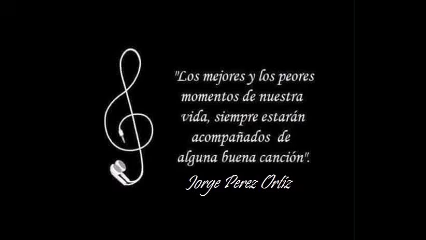 "Los mejores y los peores
momentos de nuestra
vida, siempre estarán
acompañados de
alguna buena canción".
Jorge Perez Ortiz